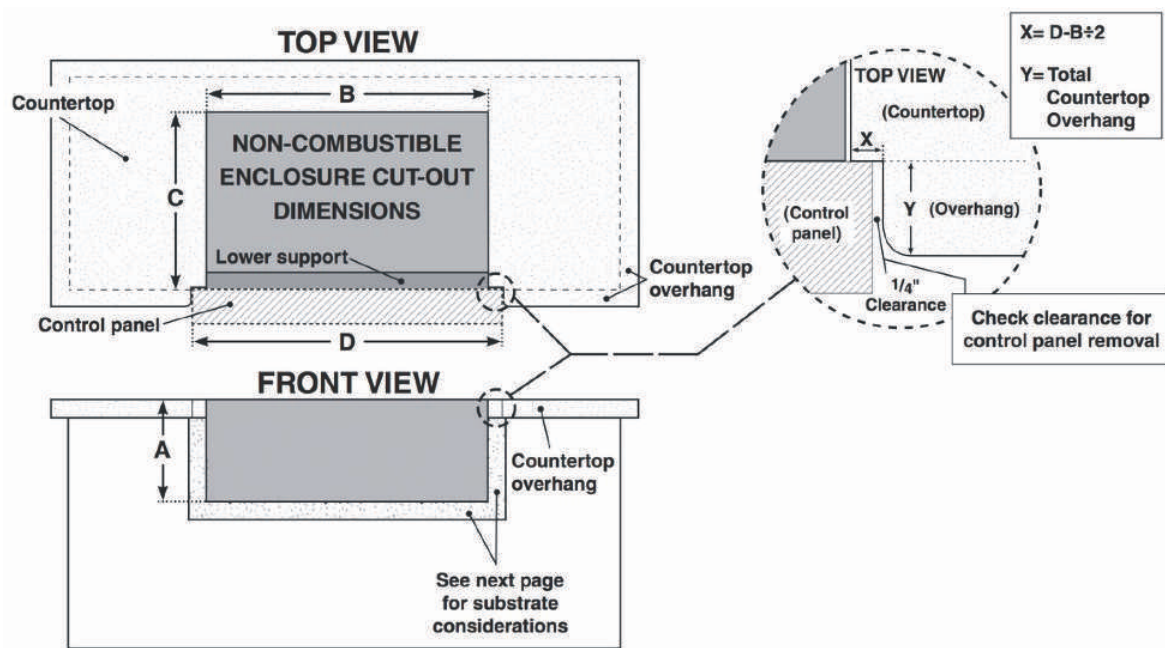 TOP VIEW
Countertop
B
C
NON-COMBUSTIBLE
ENCLOSURE CUT-OUT
DIMENSIONS
Lower support
Control panel
D
Countertop
overhang
FRONT VIEW
A
Countertop
overhang
See next page
for substrate
considerations
TOP VIEW
(Countertop)
X
(Control
panel)
Y
(Overhang)
1/4"
Clearance
X= D-B÷2
Y= Total
Countertop
Overhang
Check clearance for
control panel removal